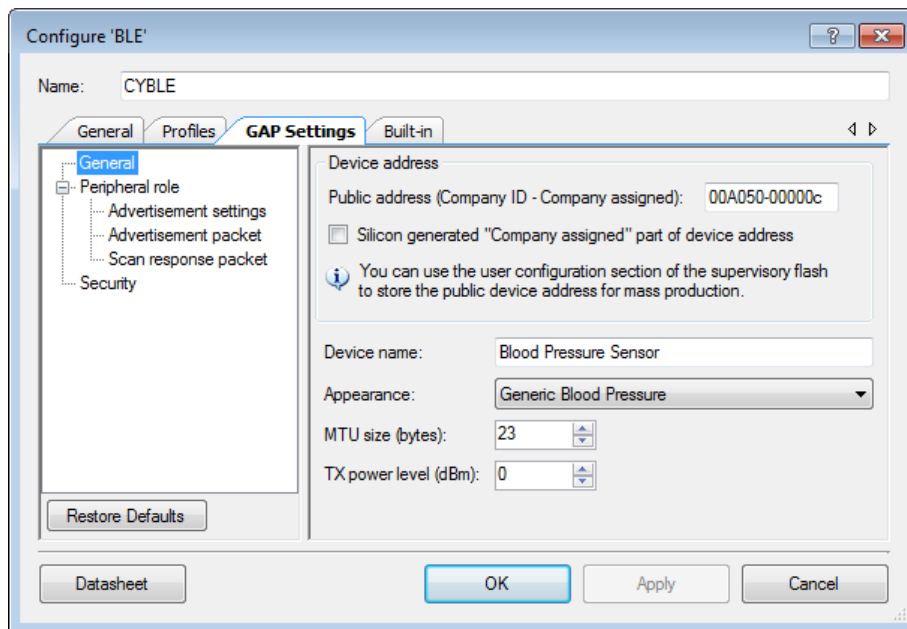 Configure 'BLE'
Name: CYBLE
General Profiles GAP Settings Built-in
General
Peripheral role
Advertisement settings
Advertisement packet
Scan response packet
Security
Restore Defaults
Device address
Public address (Company ID - Company assigned): 00A050-00000c
Silicon generated "Company assigned" part of device address
You can use the user configuration section of the supervisory flash
to store the public device address for mass production.
Device name: Blood Pressure Sensor
Appearance: Generic Blood Pressure
MTU size (bytes): 23
TX power level (dBm): 0
Datasheet OK Apply Cancel